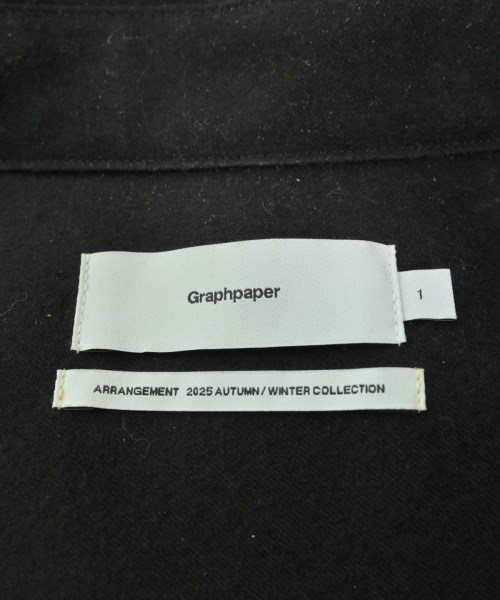 Graphpaper
1
ARRANGEMENT 2025 AUTUMN / WINTER COLLECTION